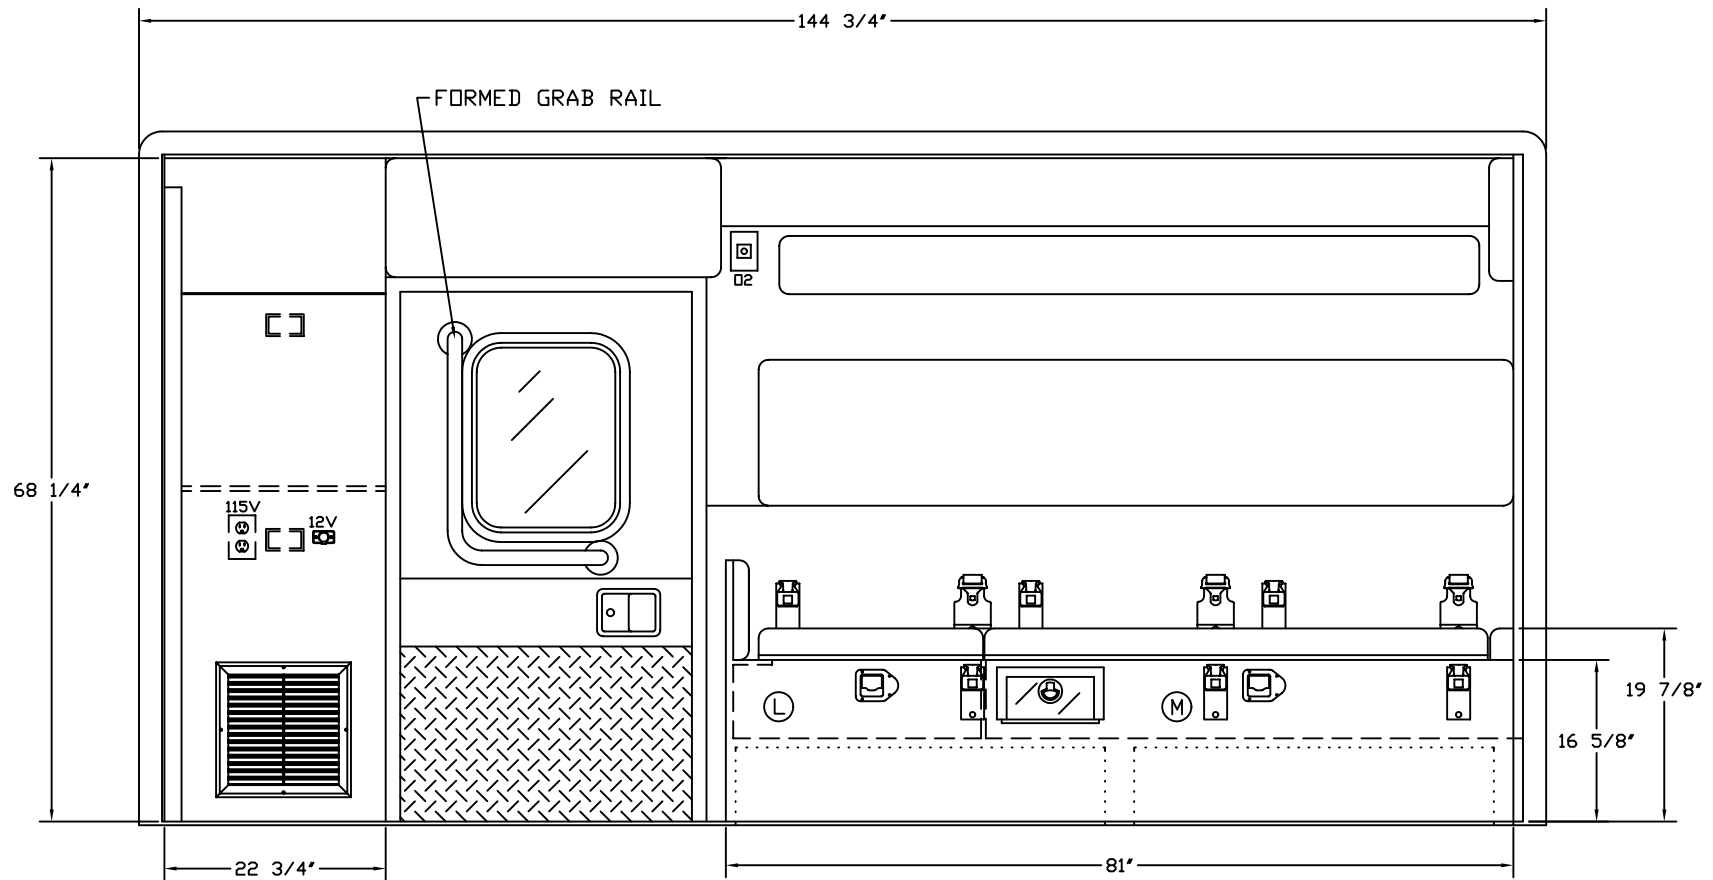 144 3/4"
FORMED GRAB RAIL
O2
68 1/4"
115V
12V
L
M
19 7/8"
16 5/8"
22 3/4"
81"